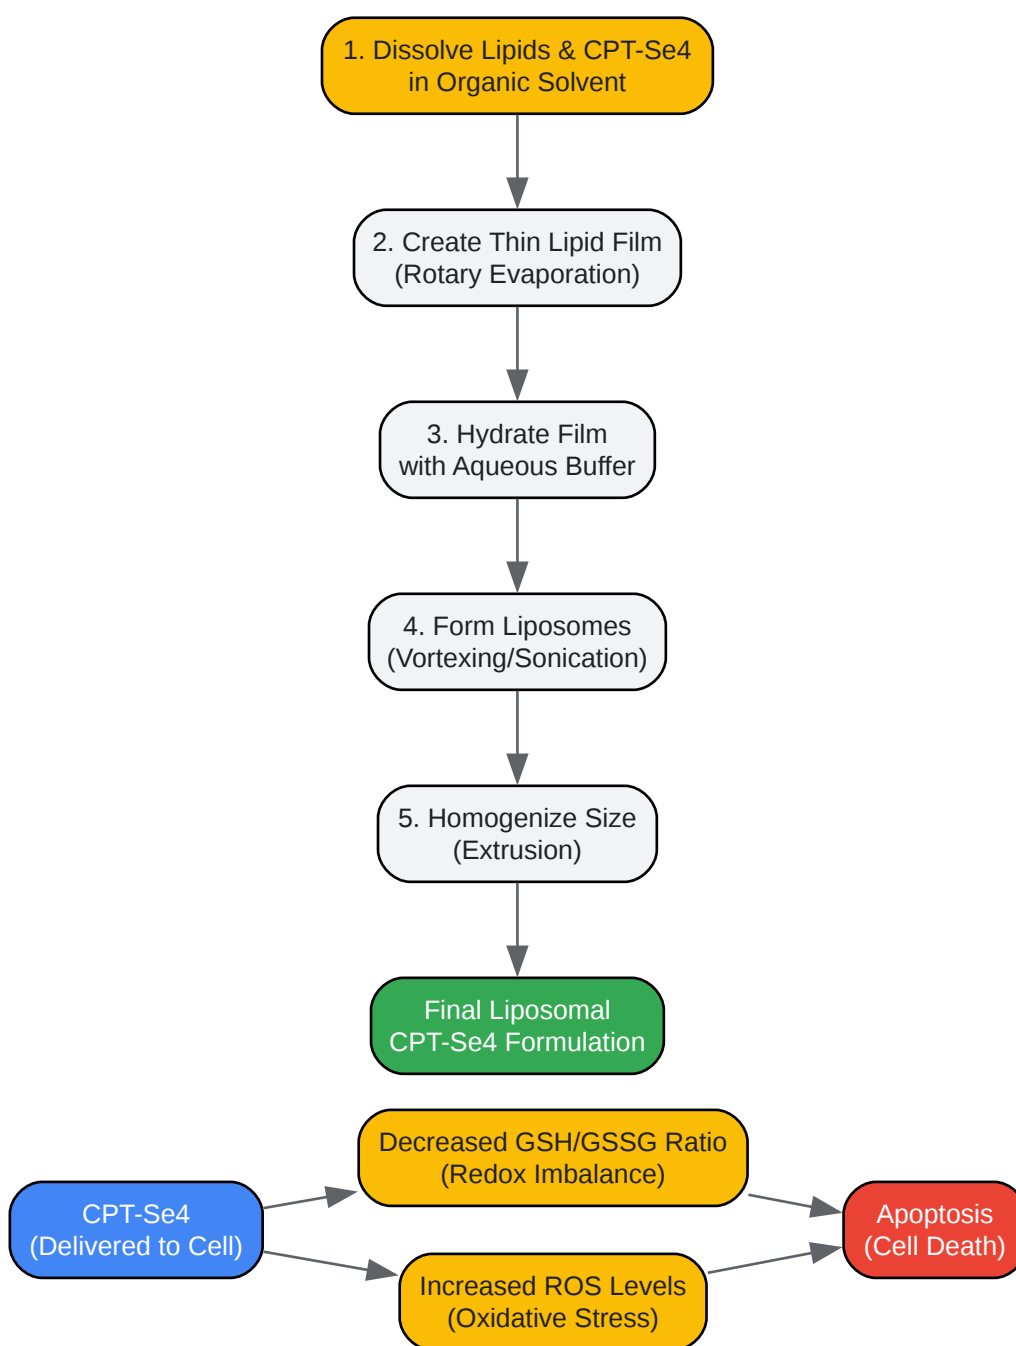 1. Dissolve Lipids & CPT-Se4
in Organic Solvent
2. Create Thin Lipid Film
(Rotary Evaporation)
3. Hydrate Film
with Aqueous Buffer
4. Form Liposomes
(Vortexing/Sonication)
5. Homogenize Size
(Extrusion)
Final Liposomal
CPT-Se4 Formulation
Decreased GSH/GSSG Ratio
(Redox Imbalance)
CPT-Se4
(Delivered to Cell)
Apoptosis
(Cell Death)
Increased ROS Levels
(Oxidative Stress)